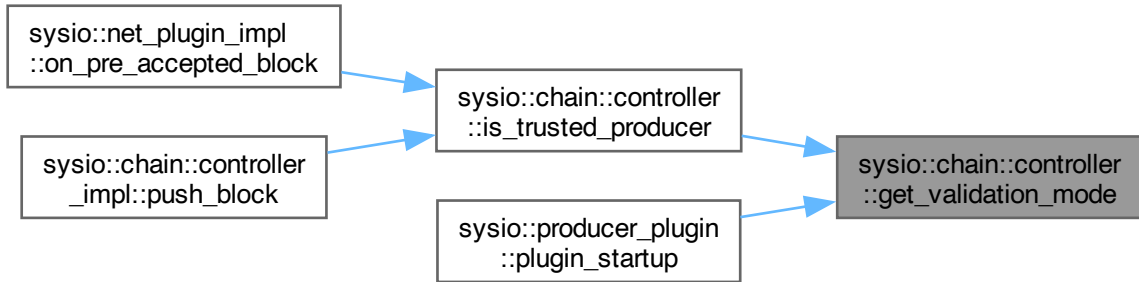 sysio::net_plugin_impl
::on_pre_accepted_block
sysio::chain::controller
_impl::push_block
sysio::chain::controller
::is_trusted_producer
sysio::producer_plugin
::plugin_startup
sysio::chain::controller
::get_validation_mode